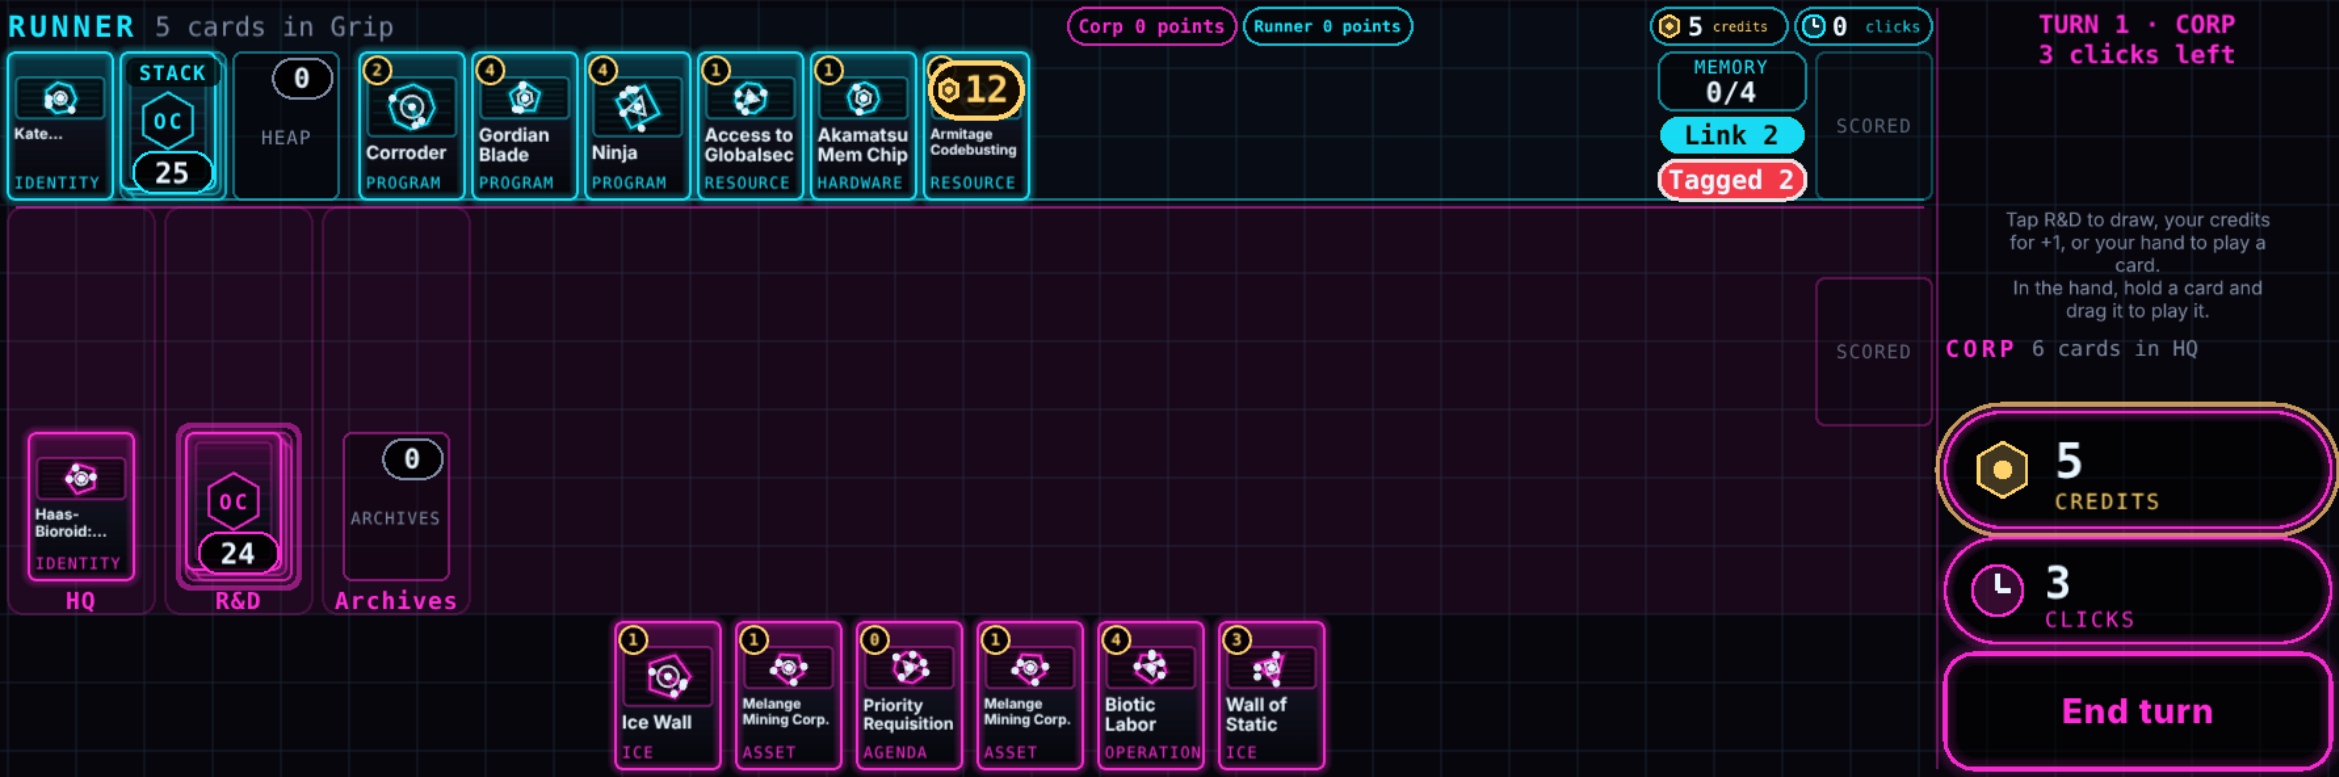 RUNNER 5 cards in Grip
Corp 0 points
Runner 0 points
5 credits
0 clicks
TURN 1 · CORP
3 clicks left
Kate...
IDENTITY
STACK
OC
25
0
HEAP
2
Corroder
PROGRAM
4
Gordian
Blade
PROGRAM
4
Ninja
PROGRAM
1
Access to
Globalsec
RESOURCE
1
Akamatsu
Mem Chip
HARDWARE
12
Armitage
Codebusting
RESOURCE
MEMORY
0/4
Link 2
Tagged 2
SCORED
Tap R&D to draw, your credits
for +1, or your hand to play a
card.
In the hand, hold a card and
drag it to play it.
SCORED
CORP 6 cards in HQ
Haas-
Bioroid:...
IDENTITY
HQ
OC
24
R&D
0
ARCHIVES
Archives
5
CREDITS
3
CLICKS
End turn
1
Ice Wall
ICE
1
Melange
Mining Corp.
ASSET
0
Priority
Requisition
AGENDA
1
Melange
Mining Corp.
ASSET
4
Biotic
Labor
OPERATION
3
Wall of
Static
ICE